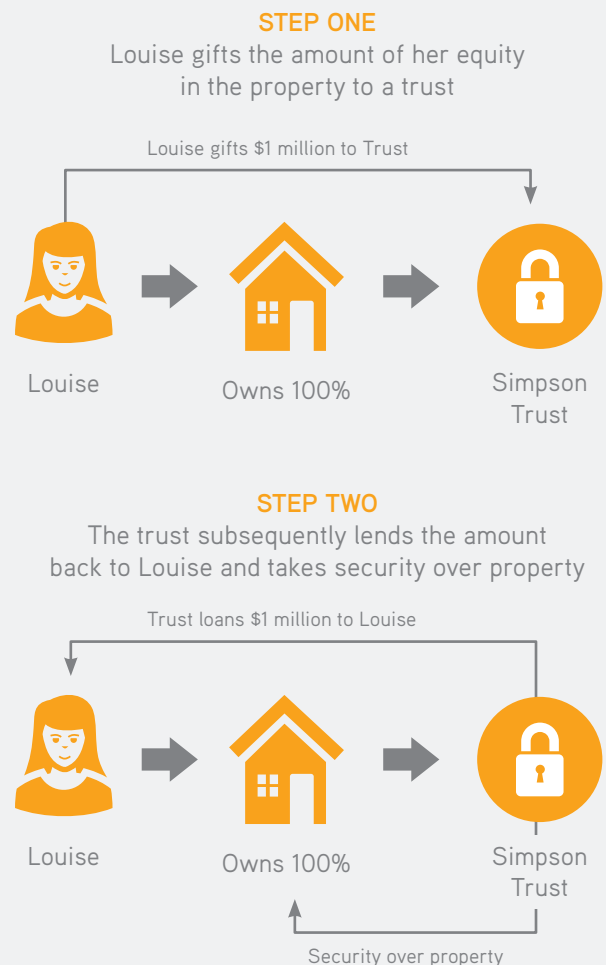 STEP ONE
Louise gifts the amount of her equity
in the property to a trust
Louise gifts $1 million to Trust
Louise
Owns 100%
Simpson
Trust
STEP TWO
The trust subsequently lends the amount
back to Louise and takes security over property
Trust loans $1 million to Louise
Louise
Owns 100%
Simpson
Trust
Security over property